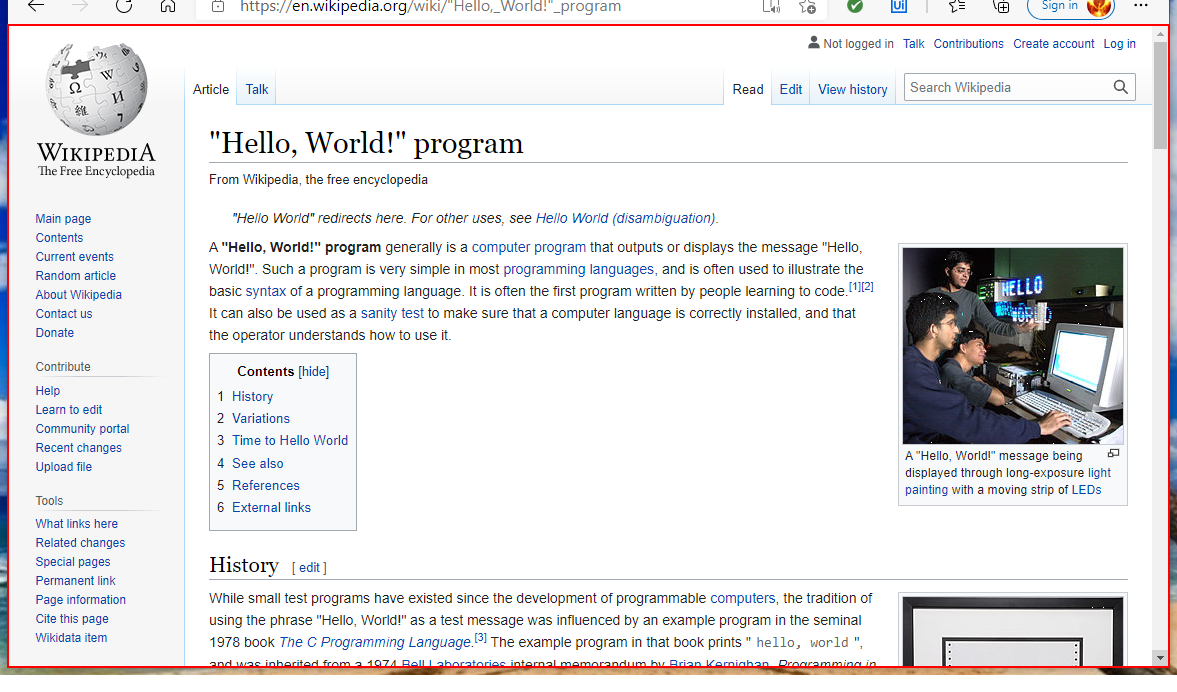 https://en.wikipedia.org/wiki/"Hello,_World!"_program
Sign in
Not logged in Talk Contributions Create account Log in
Article Talk
Read Edit View history Search Wikipedia
WIKIPEDIA
The Free Encyclopedia
Main page
Contents
Current events
Random article
About Wikipedia
Contact us
Donate
Contribute
Help
Learn to edit
Community portal
Recent changes
Upload file
Tools
What links here
Related changes
Special pages
Permanent link
Page information
Cite this page
Wikidata item
"Hello, World!" program
From Wikipedia, the free encyclopedia
"Hello World" redirects here. For other uses, see Hello World (disambiguation).
A "Hello, World!" program generally is a computer program that outputs or displays the message "Hello,
World!". Such a program is very simple in most programming languages, and is often used to illustrate the
basic syntax of a programming language. It is often the first program written by people learning to code.[1][2]
It can also be used as a sanity test to make sure that a computer language is correctly installed, and that
the operator understands how to use it.
HELLO
WORLD
A "Hello, World!" message being
displayed through long-exposure light
painting with a moving strip of LEDs
Contents [hide]
1 History
2 Variations
3 Time to Hello World
4 See also
5 References
6 External links
History [ edit ]
While small test programs have existed since the development of programmable computers, the tradition of
using the phrase "Hello, World!" as a test message was influenced by an example program in the seminal
1978 book The C Programming Language.[3] The example program in that book prints " hello, world ",
and was inherited from a 1974 Bell Laboratories internal memorandum by Brian Kernighan, Programming in